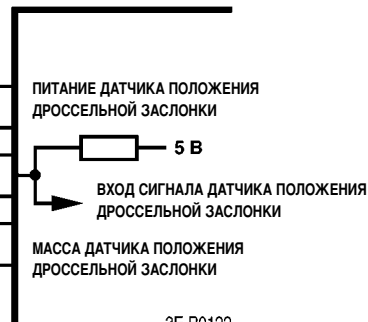 ПИТАНИЕ ДАТЧИКА ПОЛОЖЕНИЯ
ДРОССЕЛЬНОЙ ЗАСЛОНКИ
5 В
ВХОД СИГНАЛА ДАТЧИКА ПОЛОЖЕНИЯ
ДРОССЕЛЬНОЙ ЗАСЛОНКИ
МАССА ДАТЧИКА ПОЛОЖЕНИЯ
ДРОССЕЛЬНОЙ ЗАСЛОНКИ